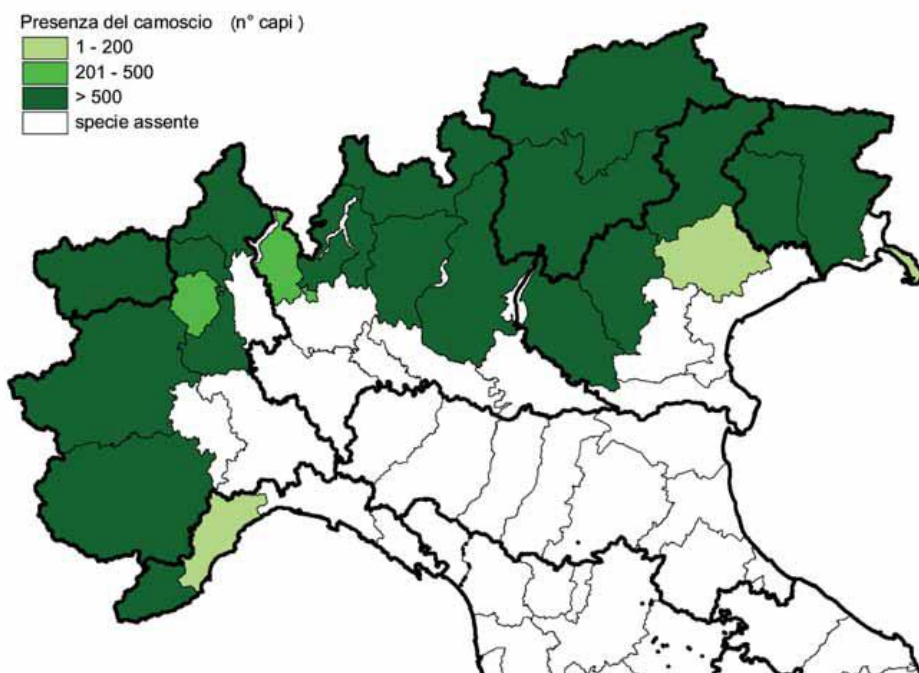 Presenza del camoscio (n° capi )
1 - 200
201 - 500
> 500
specie assente